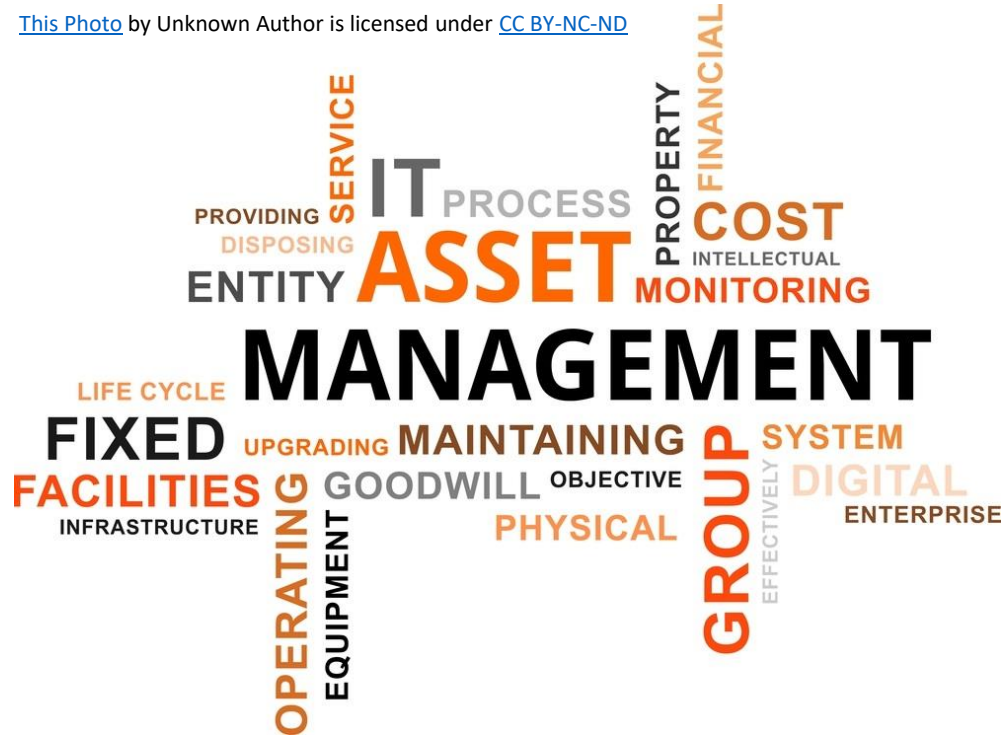 This Photo by Unknown Author is licensed under CC BY-NC-ND
SERVICE
IT
PROCESS
PROPERTY
FINANCIAL
PROVIDING
COST
DISPOSING
INTELLECTUAL
ENTITY
ASSET
MONITORING
MANAGEMENT
LIFE CYCLE
FIXED
UPGRADING
MAINTAINING
GROUP
SYSTEM
FACILITIES
OPERATING
GOODWILL
OBJECTIVE
EFFECTIVELY
DIGITAL
INFRASTRUCTURE
EQUIPMENT
PHYSICAL
ENTERPRISE